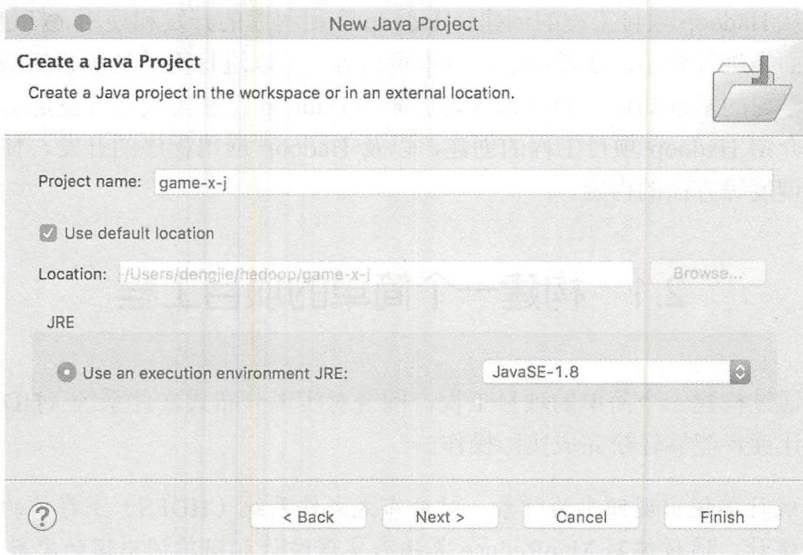 New Java Project
Create a Java Project
Create a Java project in the workspace or in an external location.
Project name: game-x-j
Use default location
Location: /Users/dengjie/hedoop/game-x-j Browse...
JRE
Use an execution environment JRE: JavaSE-1.8
? < Back Next > Cancel Finish